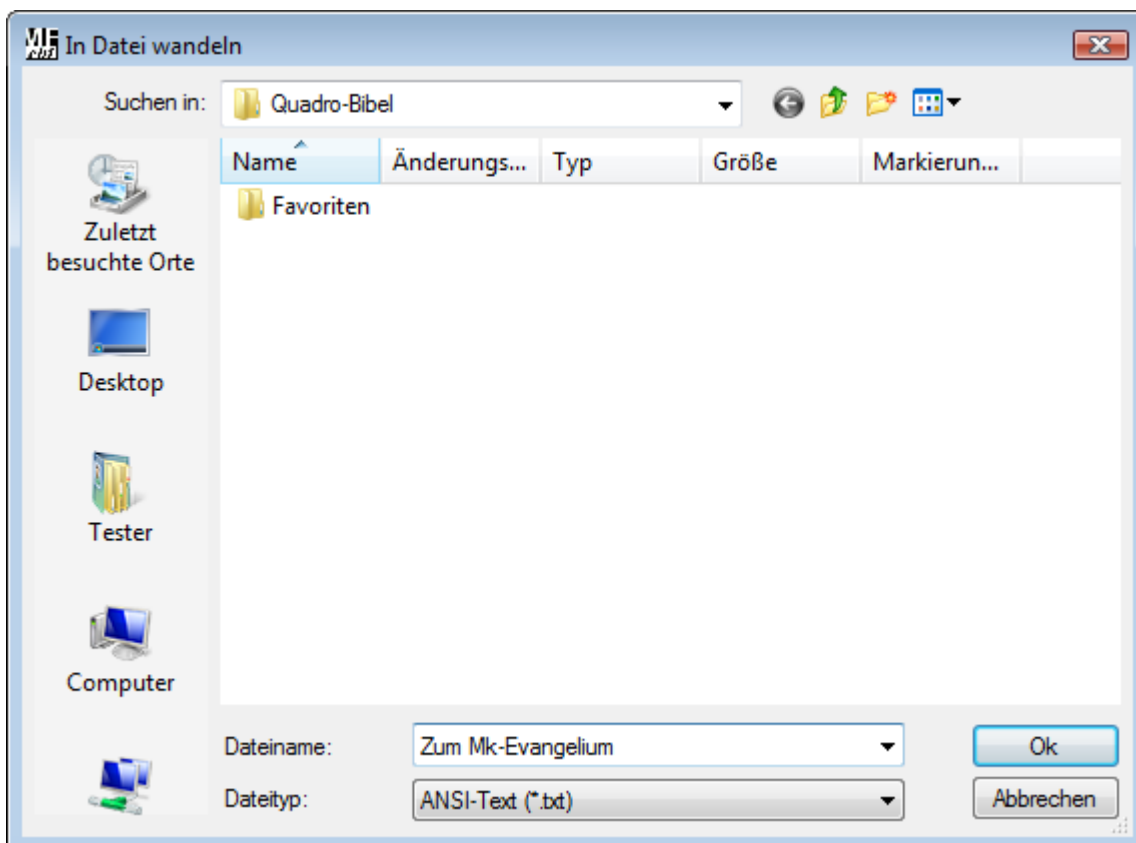 In Datei wandeln
Suchen in: Quadro-Bibel
Name Änderungs... Typ Größe Markierun...
Favoriten
Zuletzt
besuchte Orte
Desktop
Tester
Computer
Dateiname: Zum Mk-Evangelium Ok
Dateityp: ANSI-Text (*.txt) Abbrechen